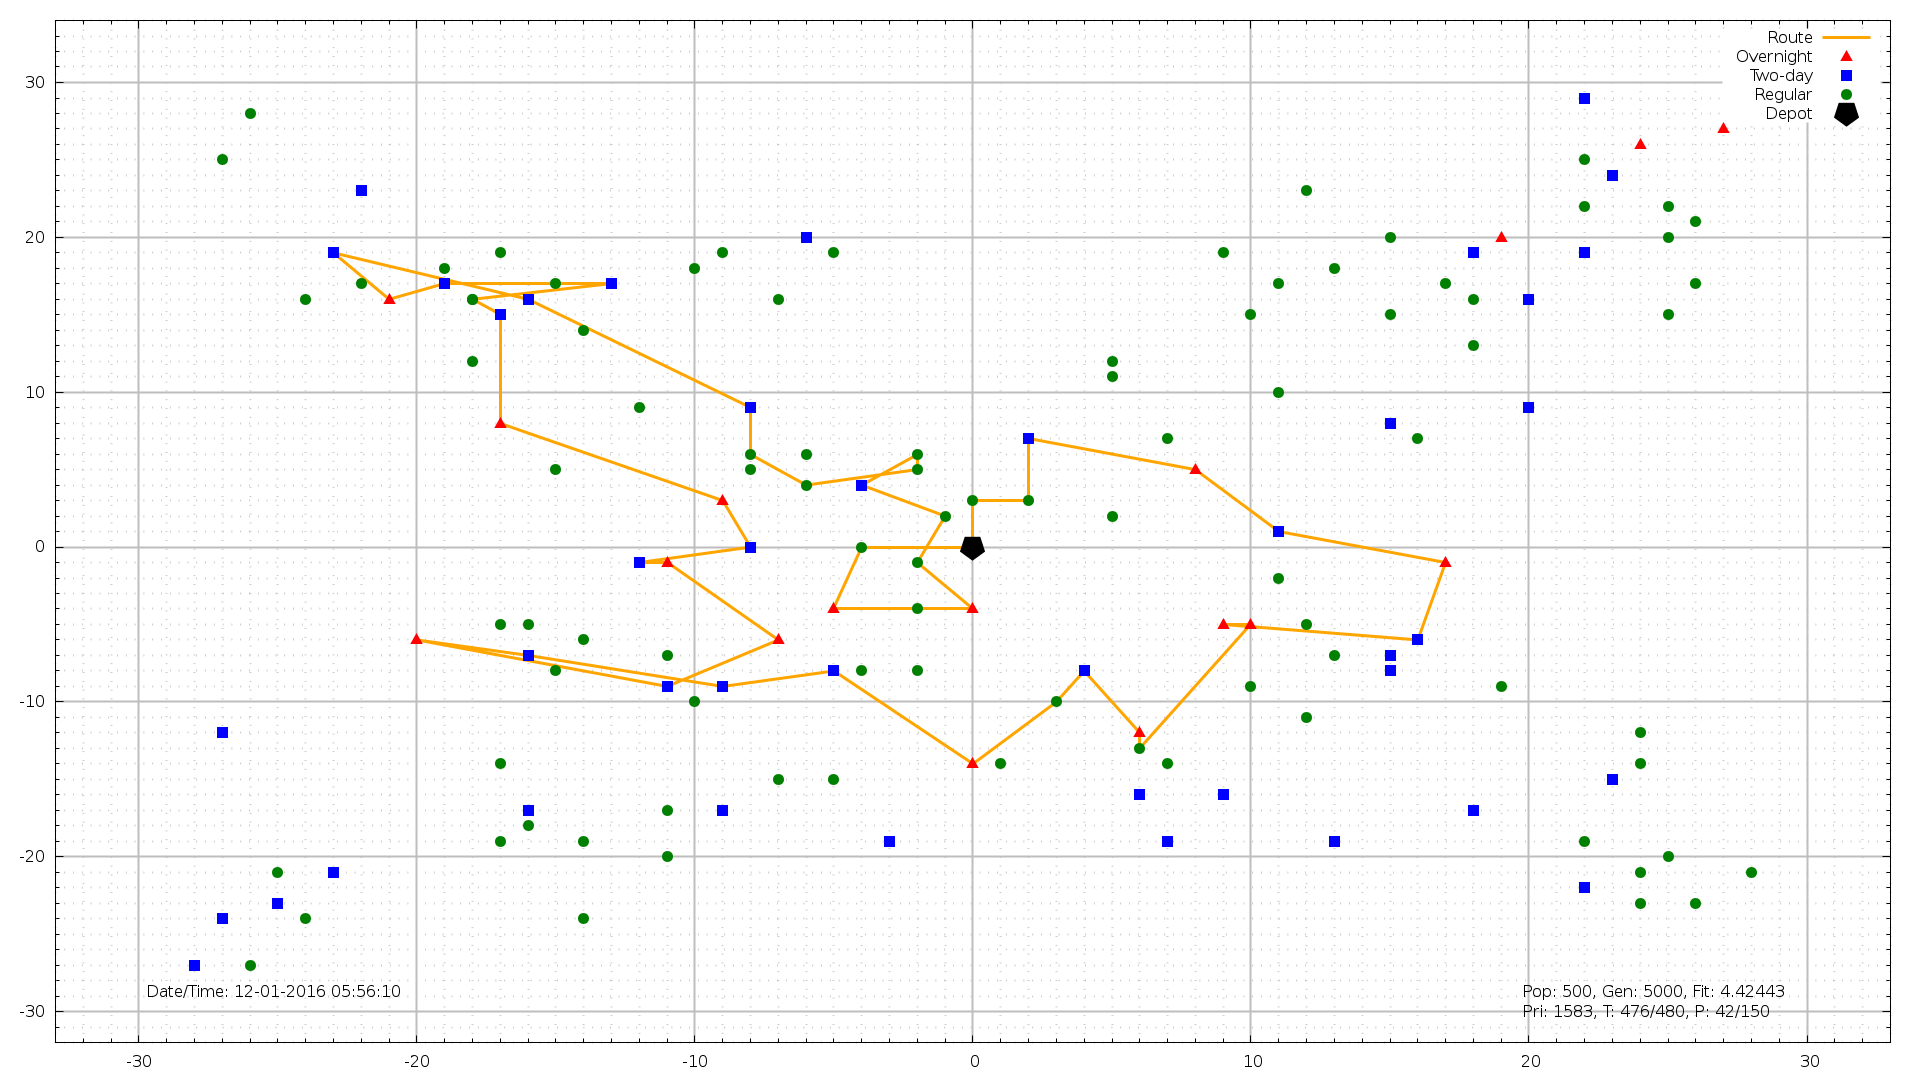 Route
Overnight
Two-day
Regular
Depot
30
20
10
0
-10
-20
-30
Date/Time: 12-01-2016 05:56:10
Pop: 500, Gen: 5000, Fit: 4.42443
Pri: 1583, T: 476/480, P: 42/150
-30
-20
-10
0
10
20
30